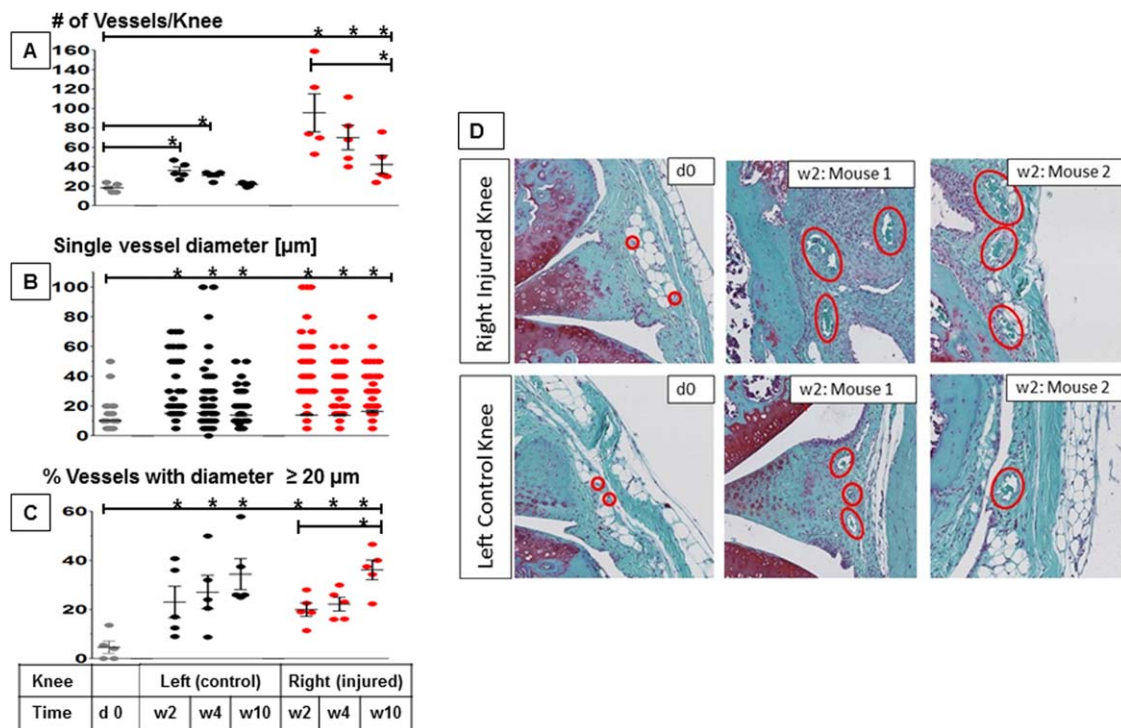 # of Vessels/Knee
A
* * *
*
*
*
160
140
120
100
80
60
40
20
0
Single vessel diameter [µm]
B
* * * * * *
100
80
60
40
20
0
% Vessels with diameter ≥ 20 µm
C
* * * * * *
*
60
40
20
0
Knee Left (control) Right (injured)
Time d 0 w2 w4 w10 w2 w4 w10
D
Right Injured Knee
d0
w2: Mouse 1
w2: Mouse 2
Left Control Knee
d0
w2: Mouse 1
w2: Mouse 2